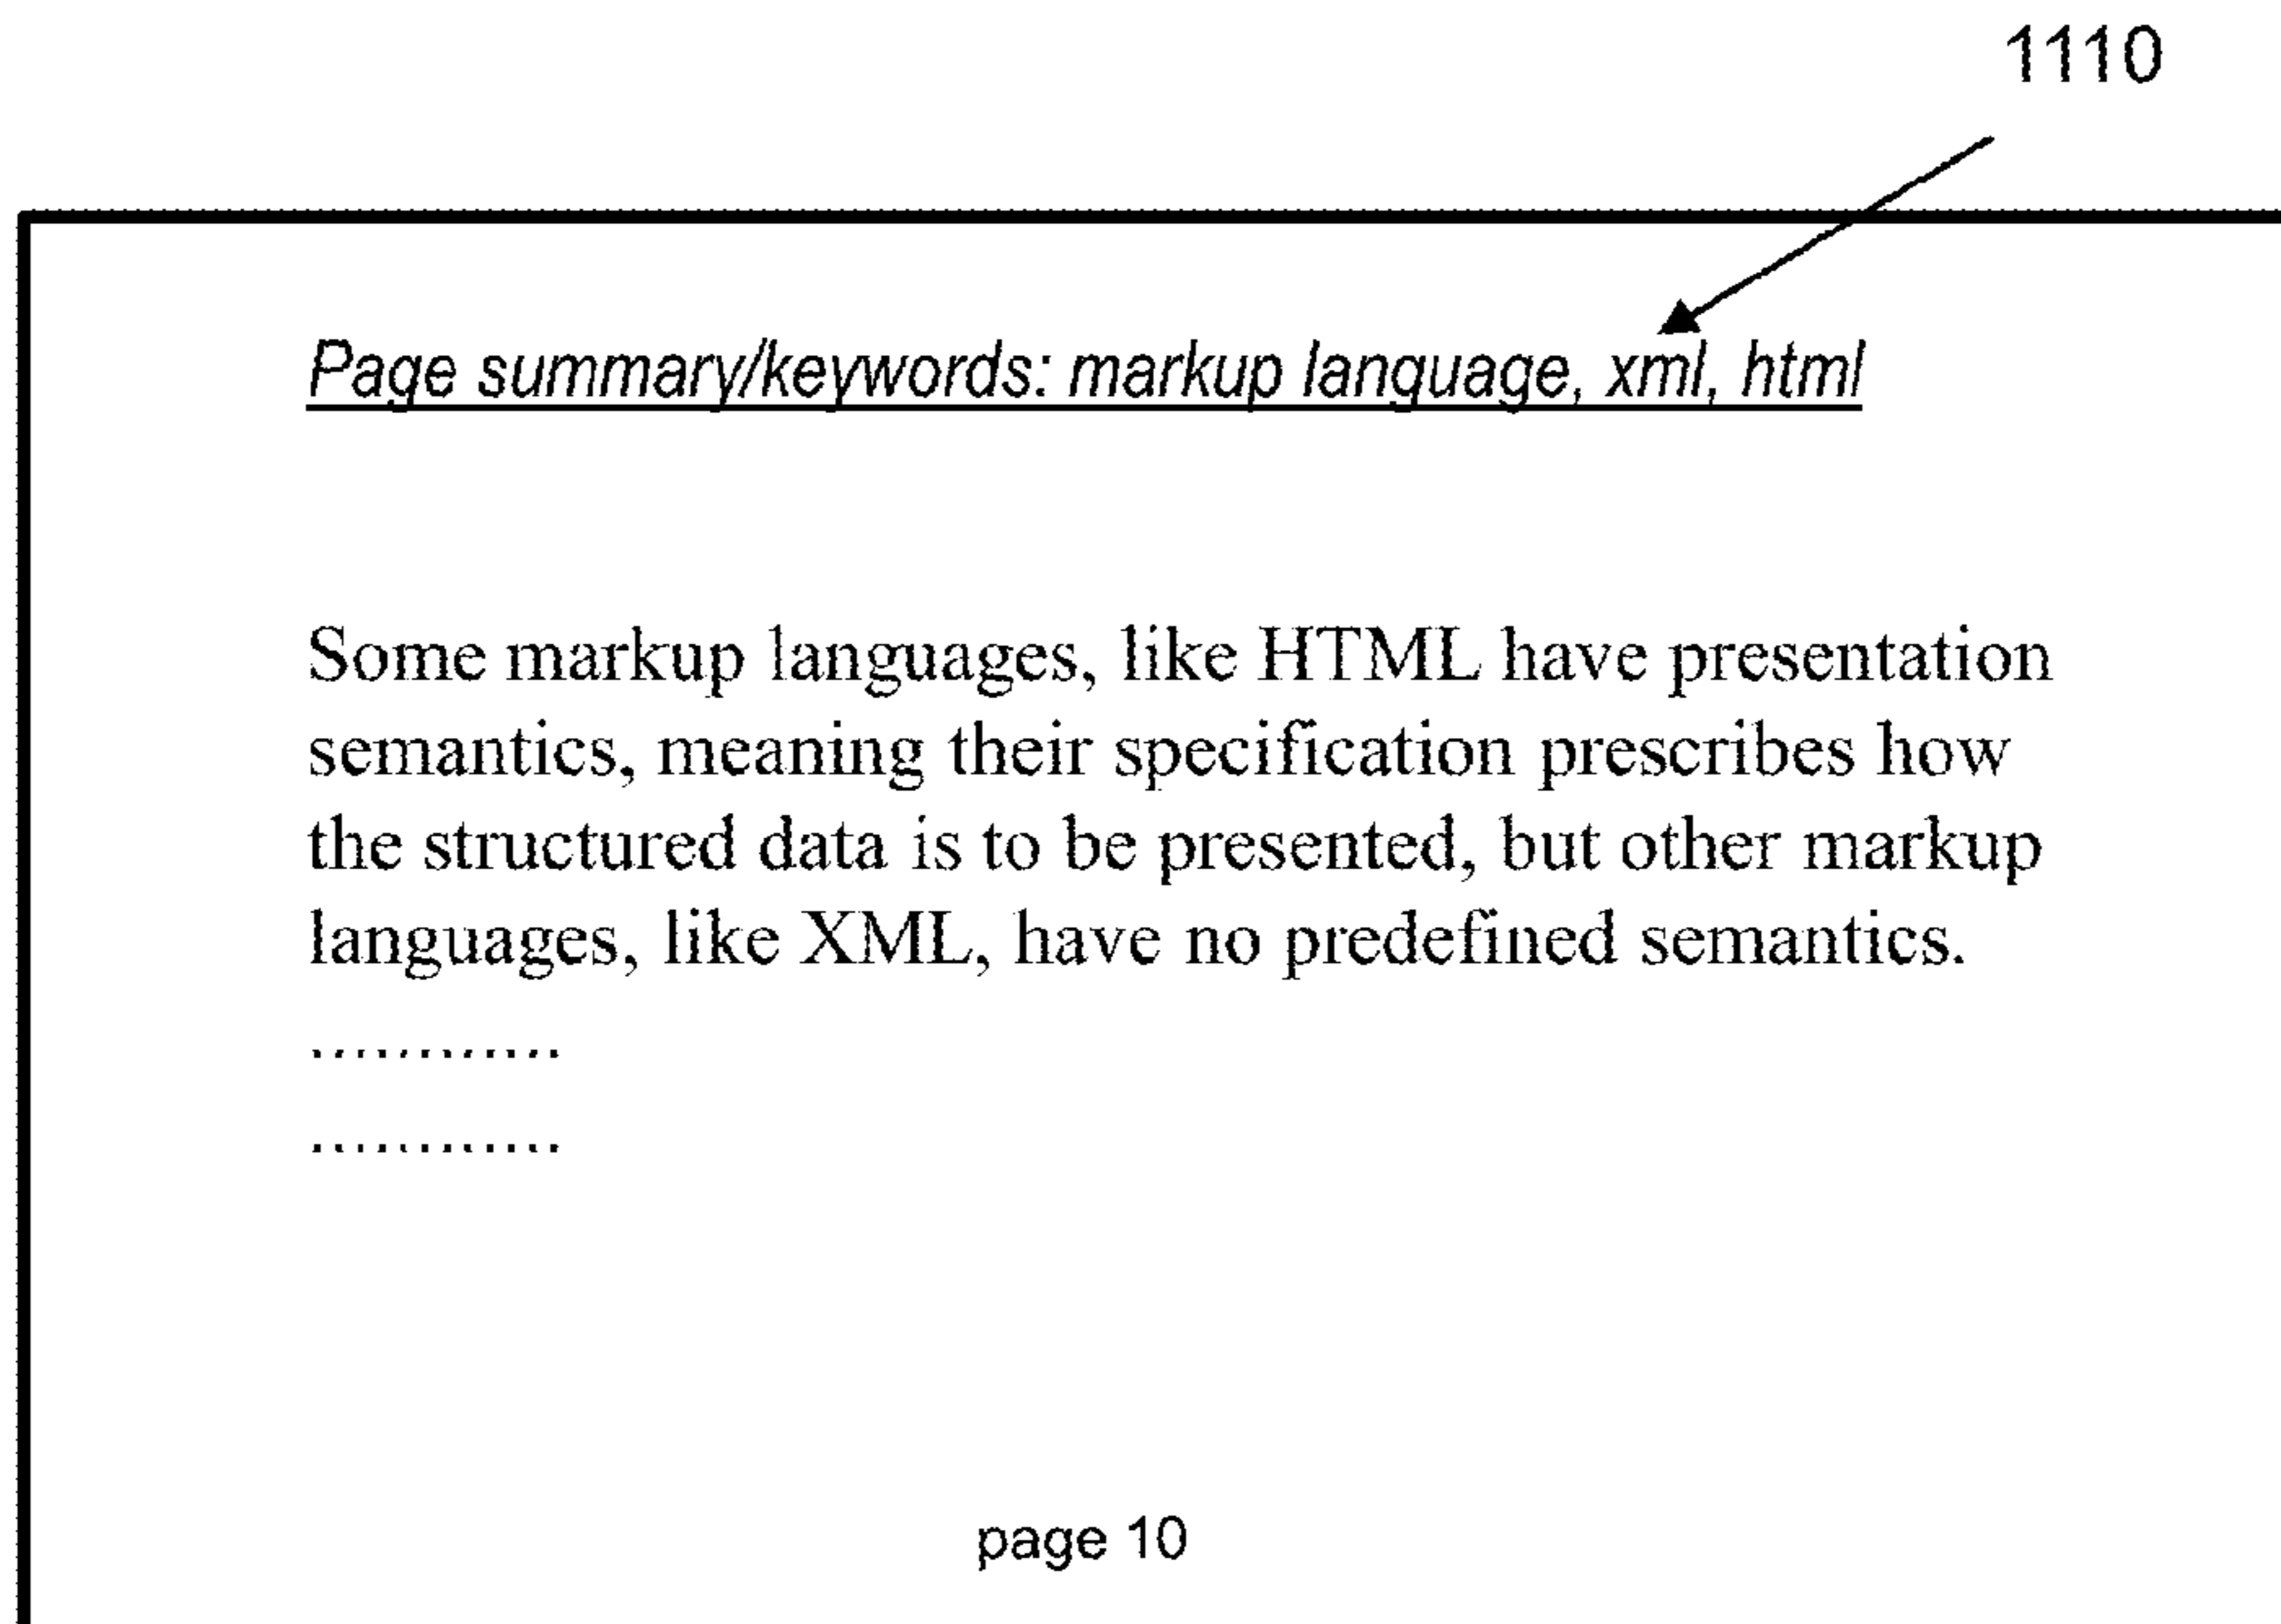 1110
Page summary/keywords: markup language, xml, html
Some markup languages, like HTML have presentation
semantics, meaning their specification prescribes how
the structured data is to be presented, but other markup
languages, like XML, have no predefined semantics.
............
............
page 10